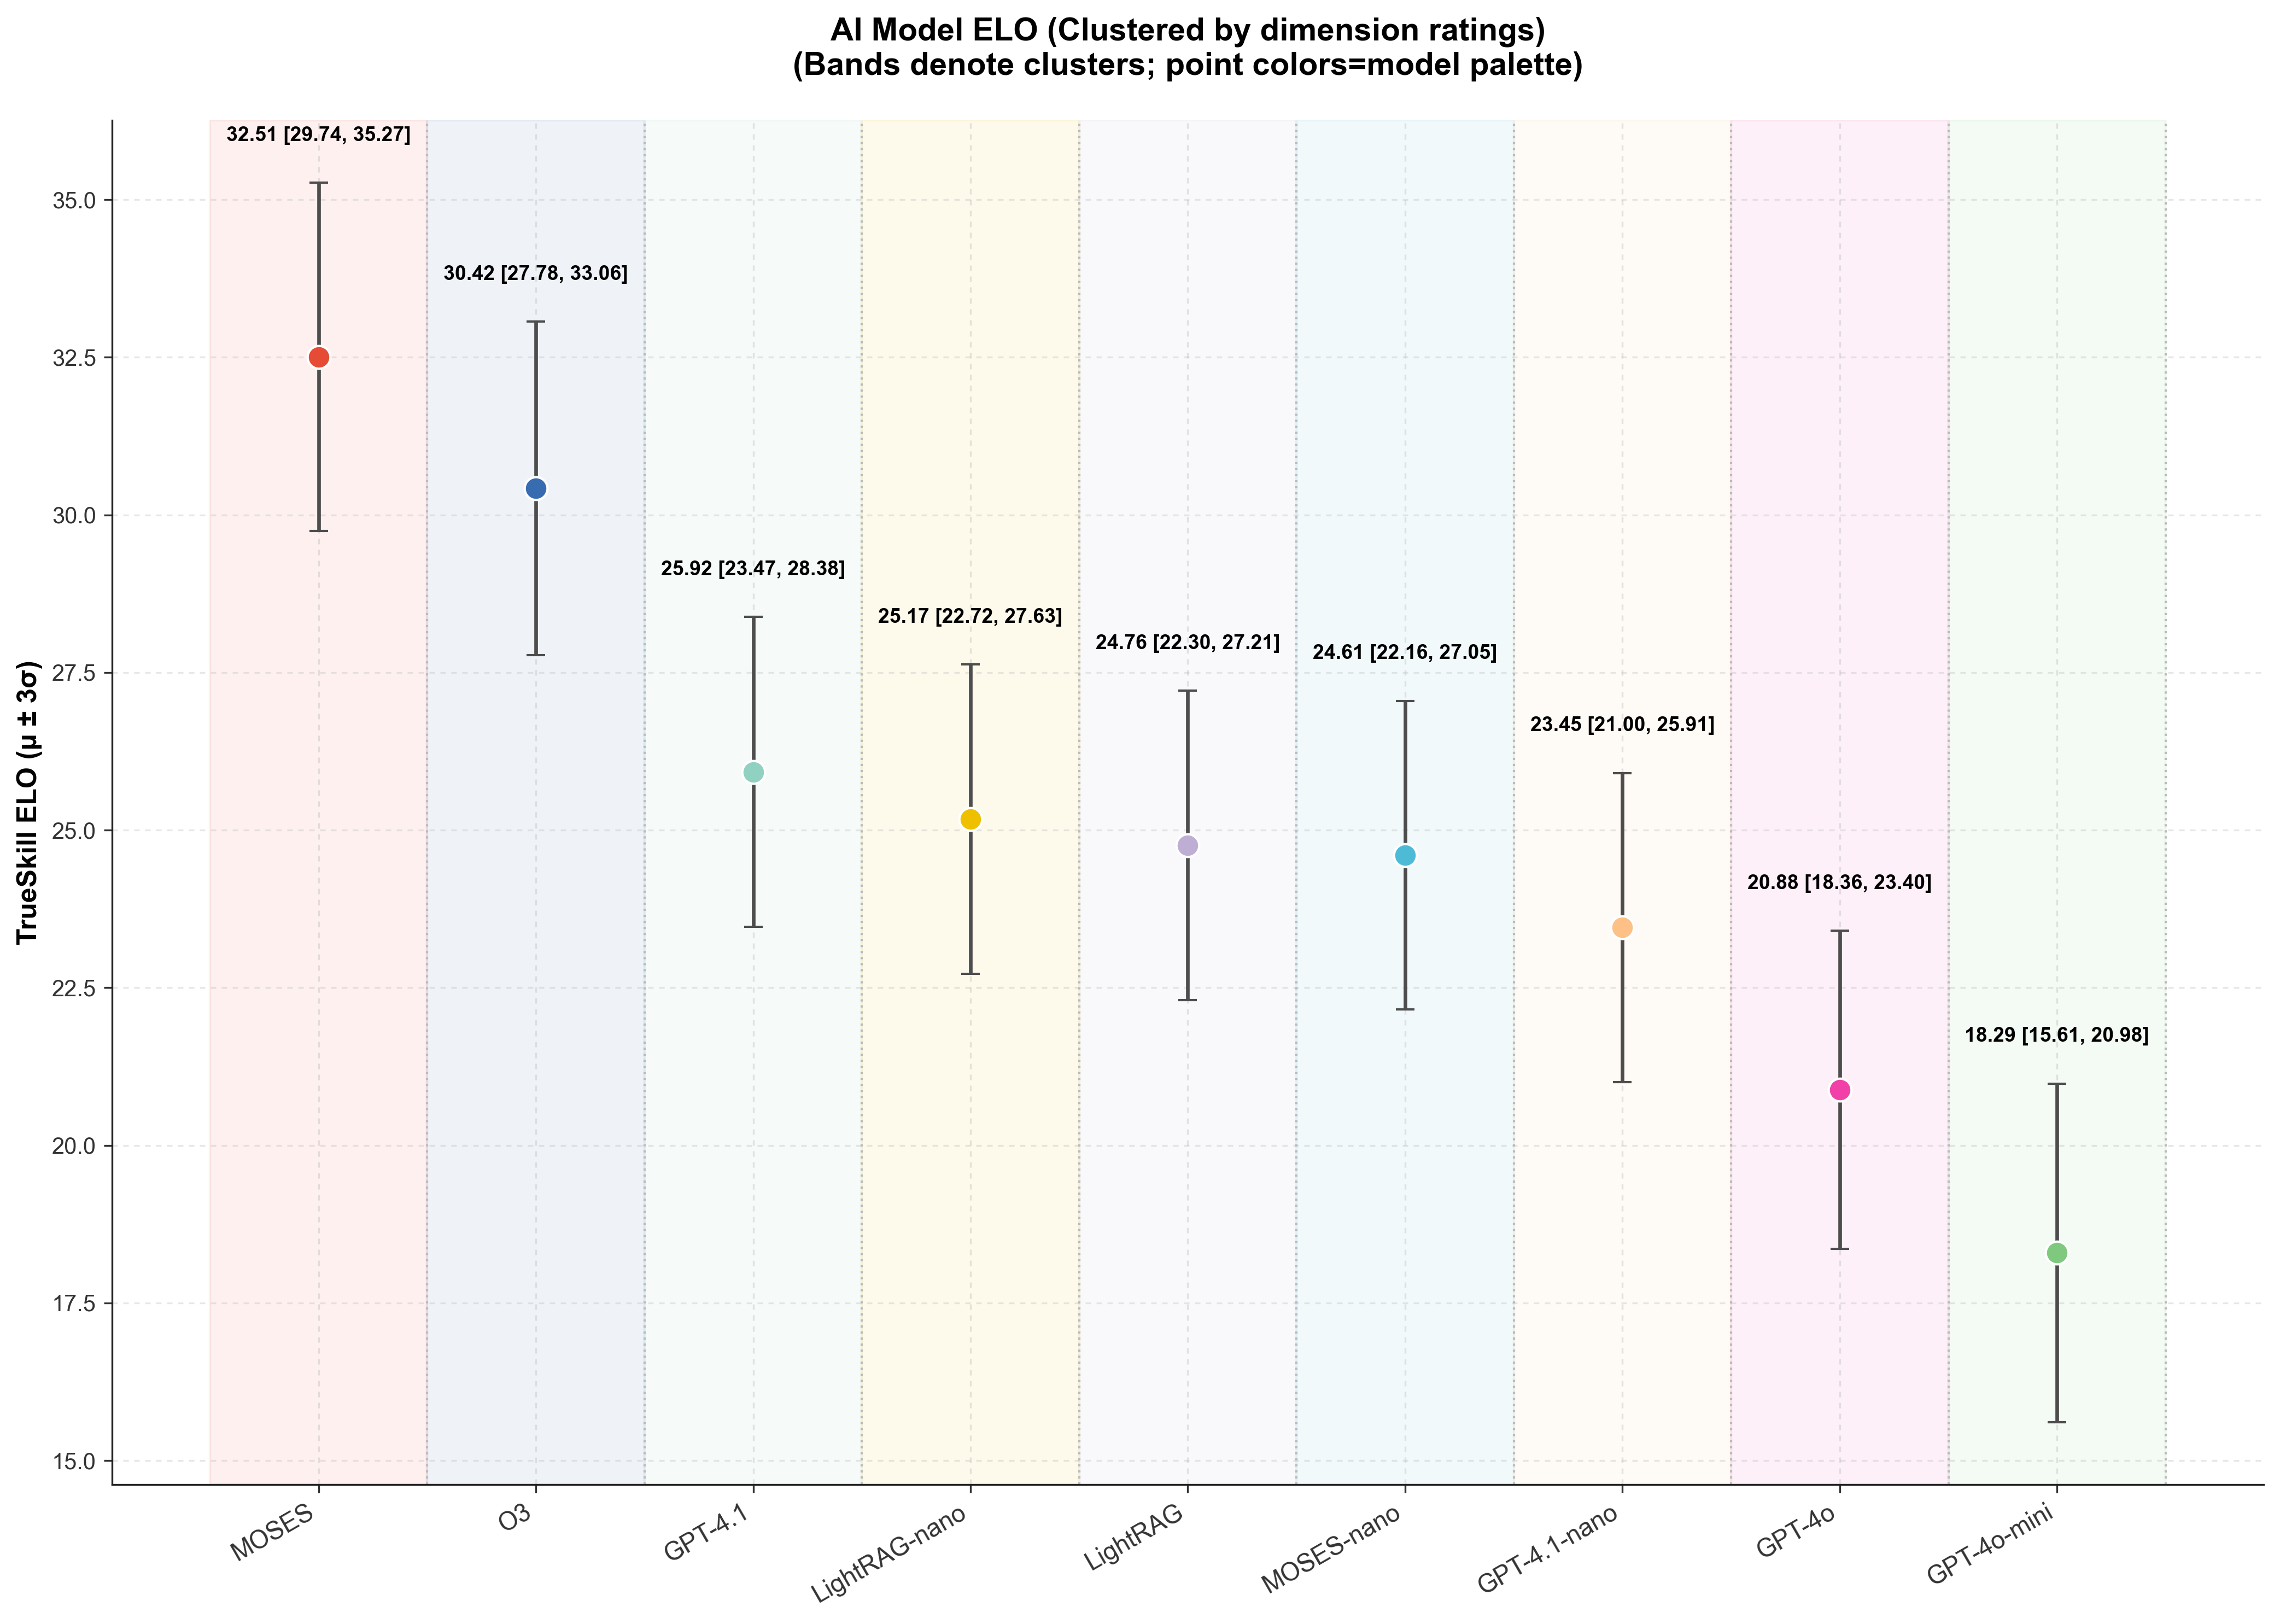 AI Model ELO (Clustered by dimension ratings)
(Bands denote clusters; point colors=model palette)
TrueSkill ELO (μ ± 3σ)
35.0
32.5
30.0
27.5
25.0
22.5
20.0
17.5
15.0
32.51 [29.74, 35.27]
30.42 [27.78, 33.06]
25.92 [23.47, 28.38]
25.17 [22.72, 27.63]
24.76 [22.30, 27.21]
24.61 [22.16, 27.05]
23.45 [21.00, 25.91]
20.88 [18.36, 23.40]
18.29 [15.61, 20.98]
MOSES
O3
GPT-4.1
LightRAG-nano
LightRAG
MOSES-nano
GPT-4.1-nano
GPT-4o
GPT-4o-mini